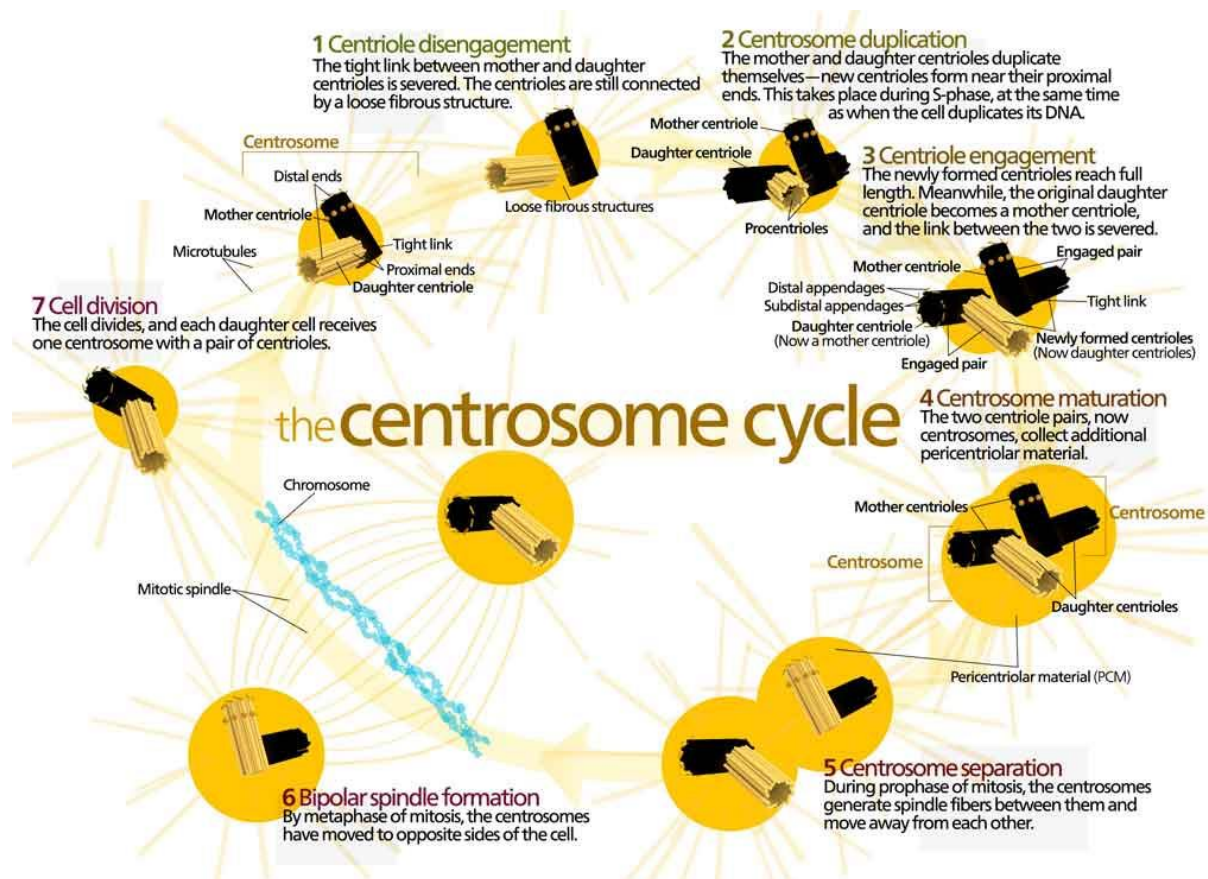 1 Centriole disengagement
The tight link between mother and daughter
centrioles is severed. The centrioles are still connected
by a loose fibrous structure.
Centrosome
Distal ends
Mother centriole
Microtubules
Tight link
Proximal ends
Daughter centriole
Loose fibrous structures
2 Centrosome duplication
The mother and daughter centrioles duplicate
themselves—new centrioles form near their proximal
ends. This takes place during S-phase, at the same time
as when the cell duplicates its DNA.
Mother centriole
Daughter centriole
Procentrioles
3 Centriole engagement
The newly formed centrioles reach full
length. Meanwhile, the original daughter
centriole becomes a mother centriole,
and the link between the two is severed.
Mother centriole
Engaged pair
Distal appendages
Subdistal appendages
Tight link
Daughter centriole
(Now a mother centriole)
Newly formed centrioles
(Now daughter centrioles)
Engaged pair
the centrosome cycle
4 Centrosome maturation
The two centriole pairs, now
centrosomes, collect additional
pericentriolar material.
Mother centrioles
Centrosome
Centrosome
Daughter centrioles
Pericentriolar material (PCM)
5 Centrosome separation
During prophase of mitosis, the centrosomes
generate spindle fibers between them and
move away from each other.
Chromosome
Mitotic spindle
6 Bipolar spindle formation
By metaphase of mitosis, the centrosomes
have moved to opposite sides of the cell.
7 Cell division
The cell divides, and each daughter cell receives
one centrosome with a pair of centrioles.